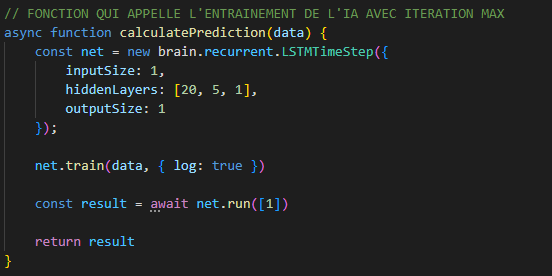 // FONCTION QUI APPELLE L'ENTRAINEMENT DE L'IA AVEC ITERATION MAX
async function calculatePrediction(data) {
    const net = new brain.recurrent.LSTMTimeStep({
        inputSize: 1,
        hiddenLayers: [20, 5, 1],
        outputSize: 1
    });

    net.train(data, { log: true })

    const result = await net.run([1])

    return result
}